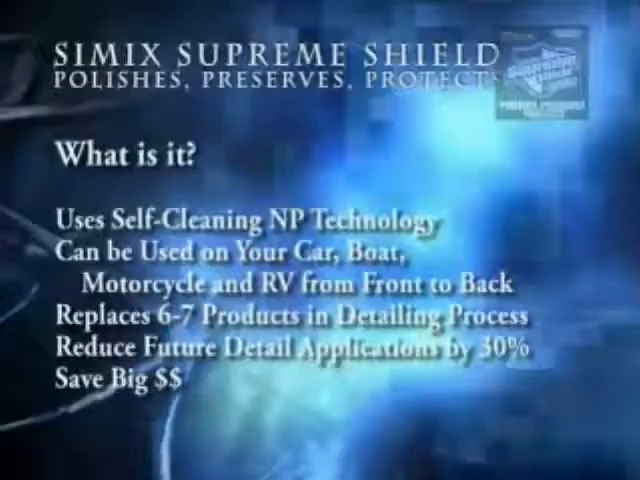 SIMIX SUPREME SHIELD
POLISHES, PRESERVES, PROTECTS
What is it?
Uses Self-Cleaning NP Technology
Can be Used on Your Car, Boat,
Motorcycle and RV from Front to Back
Replaces 6-7 Products in Detailing Process
Reduce Future Detail Applications by 30%
Save Big $$